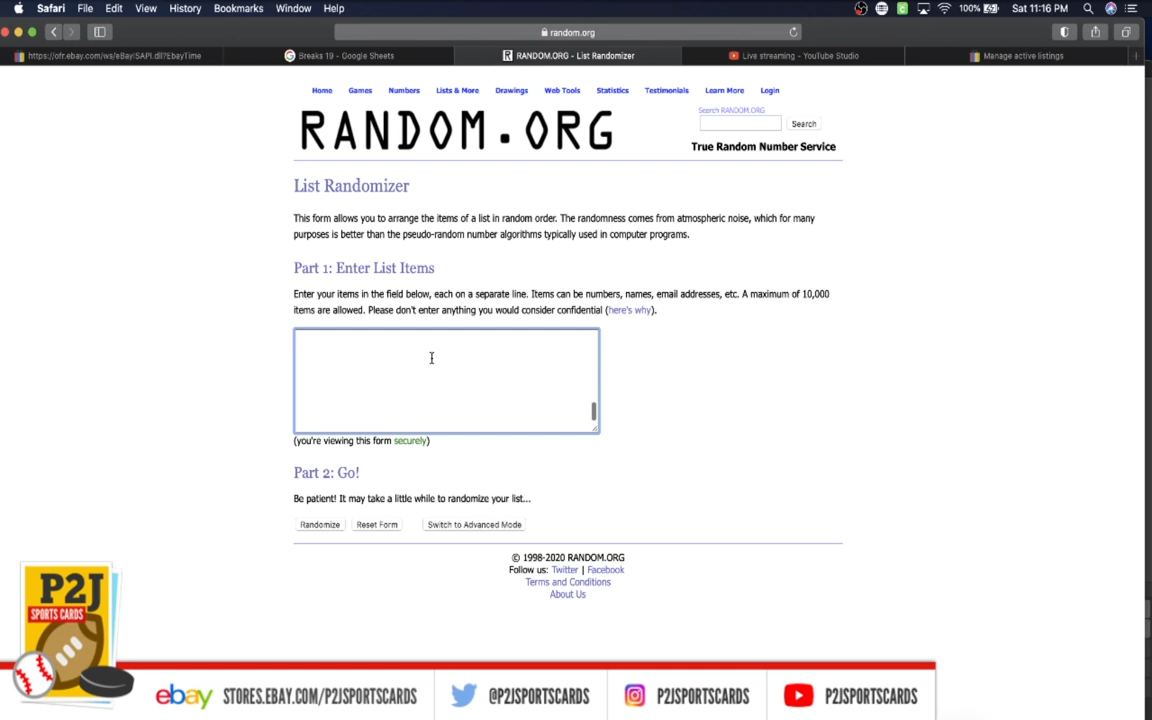 Safari File Edit View History Bookmarks Window Help 100% Sat 11:16 PM
random.org
https://ofr.ebay.com/ws/eBayISAPI.dll?EbayTime Breaks 19 - Google Sheets RANDOM.ORG - List Randomizer Live streaming - YouTube Studio Manage active listings
Home Games Numbers Lists & More Drawings Web Tools Statistics Testimonials Learn More Login
RANDOM.ORG
Search RANDOM.ORG
Search
True Random Number Service
List Randomizer
This form allows you to arrange the items of a list in random order. The randomness comes from atmospheric noise, which for many
purposes is better than the pseudo-random number algorithms typically used in computer programs.
Part 1: Enter List Items
Enter your items in the field below, each on a separate line. Items can be numbers, names, email addresses, etc. A maximum of 10,000
items are allowed. Please don't enter anything you would consider confidential (here's why).
(you're viewing this form securely)
Part 2: Go!
Be patient! It may take a little while to randomize your list...
Randomize Reset Form Switch to Advanced Mode
© 1998-2020 RANDOM.ORG
Follow us: Twitter | Facebook
Terms and Conditions
About Us
P2J
SPORTS CARDS
ebay STORES.EBAY.COM/P2JSPORTSCARDS @P2JSPORTSCARDS P2JSPORTSCARDS P2JSPORTSCARDS